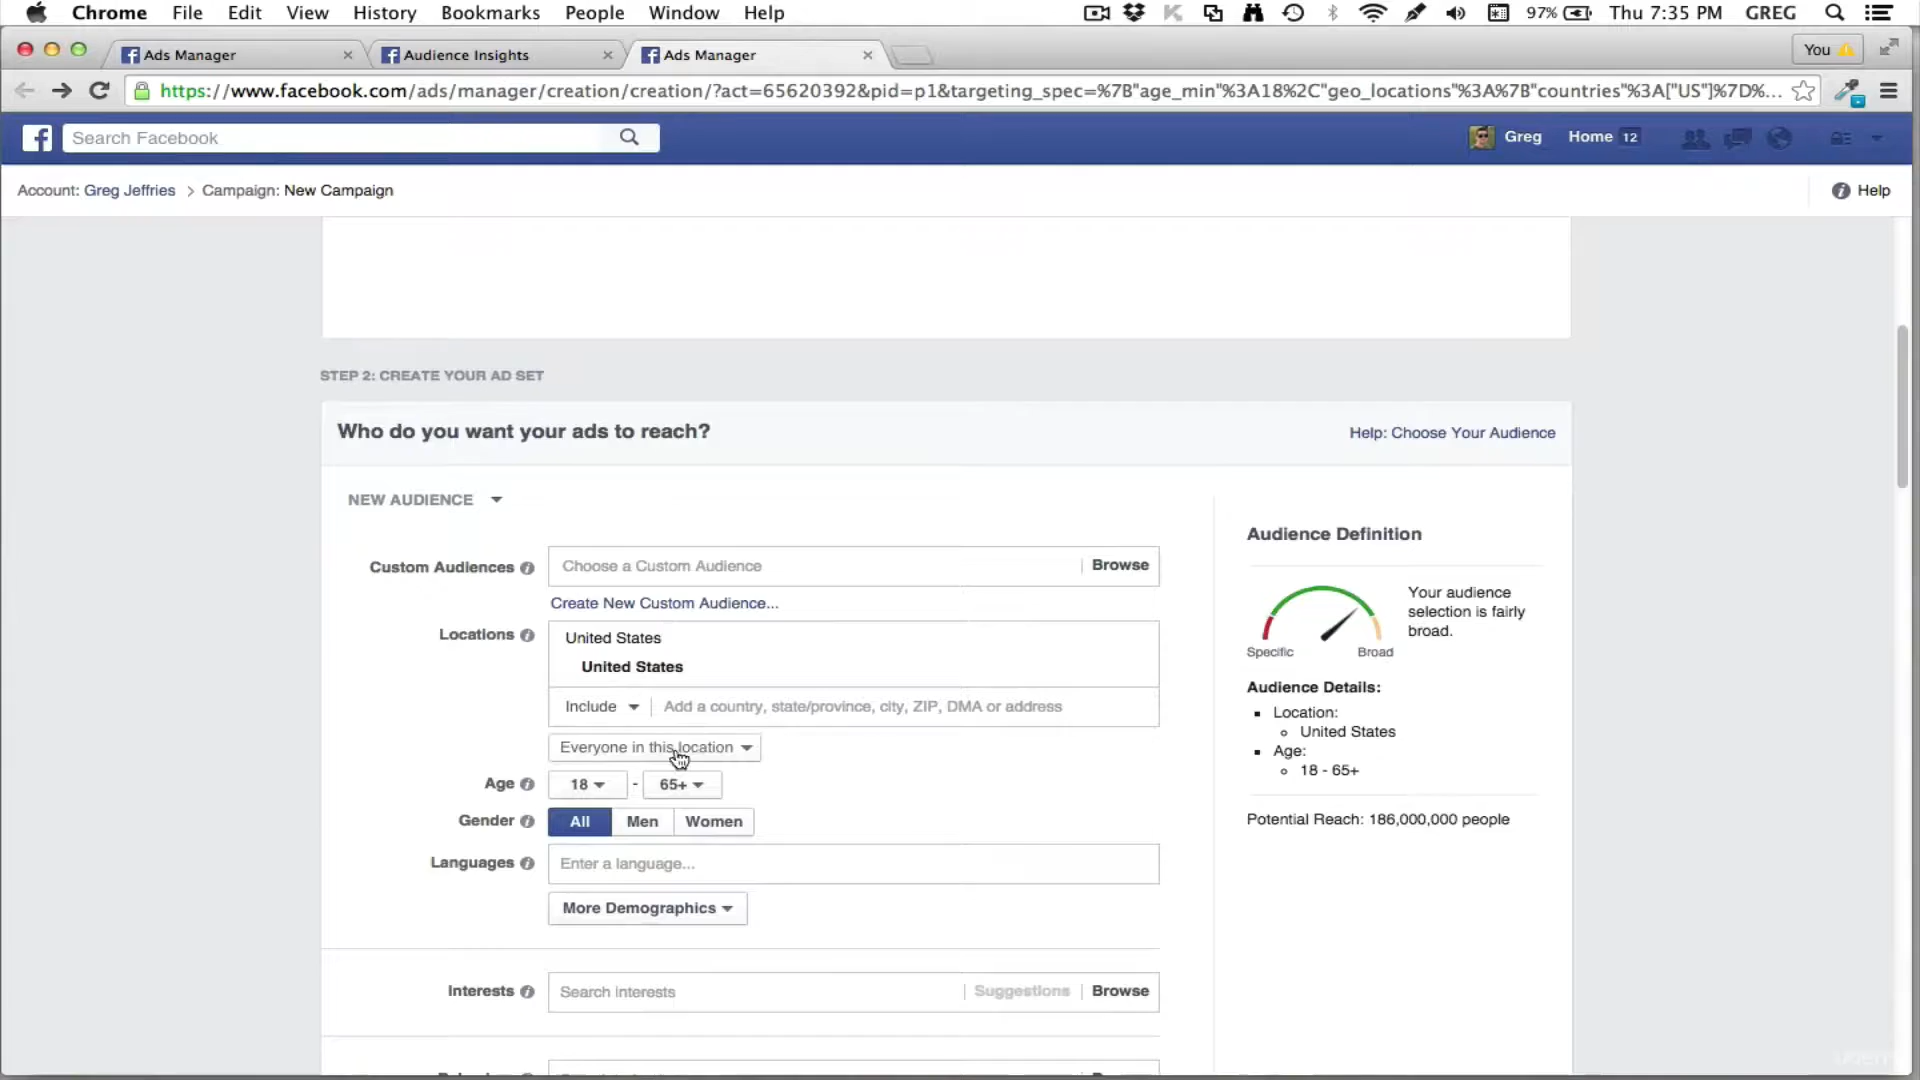 Chrome File Edit View History Bookmarks People Window Help 97% Thu 7:35 PM GREG
Ads Manager Audience Insights Ads Manager You
https://www.facebook.com/ads/manager/creation/creation/?act=65620392&pid=p1&targeting_spec=%7B"age_min"%3A18%2C"geo_locations"%3A%7B"countries"%3A["US"]%7D%...
Search Facebook Greg Home 12
Account: Greg Jeffries > Campaign: New Campaign Help
STEP 2: CREATE YOUR AD SET
Who do you want your ads to reach? Help: Choose Your Audience
NEW AUDIENCE
Custom Audiences Choose a Custom Audience Browse
Create New Custom Audience...
Locations United States
United States
Include Add a country, state/province, city, ZIP, DMA or address
Everyone in this location
Age 18 - 65+
Gender All Men Women
Languages Enter a language...
More Demographics
Interests Search interests Suggestions Browse
Audience Definition
Your audience
selection is fairly
broad.
Specific Broad
Audience Details:
Location:
United States
Age:
18 - 65+
Potential Reach: 186,000,000 people